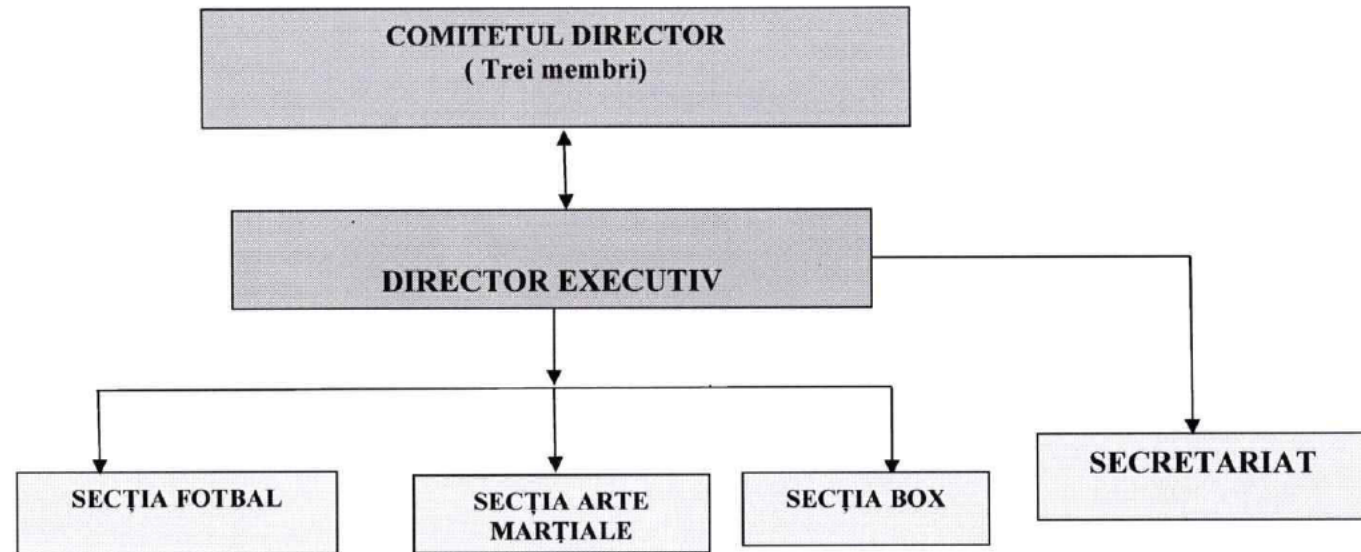 COMITETUL DIRECTOR
( Trei membri)
DIRECTOR EXECUTIV
SECRETARIAT
SECȚIA FOTBAL
SECȚIA ARTE
MARȚIALE
SECȚIA BOX